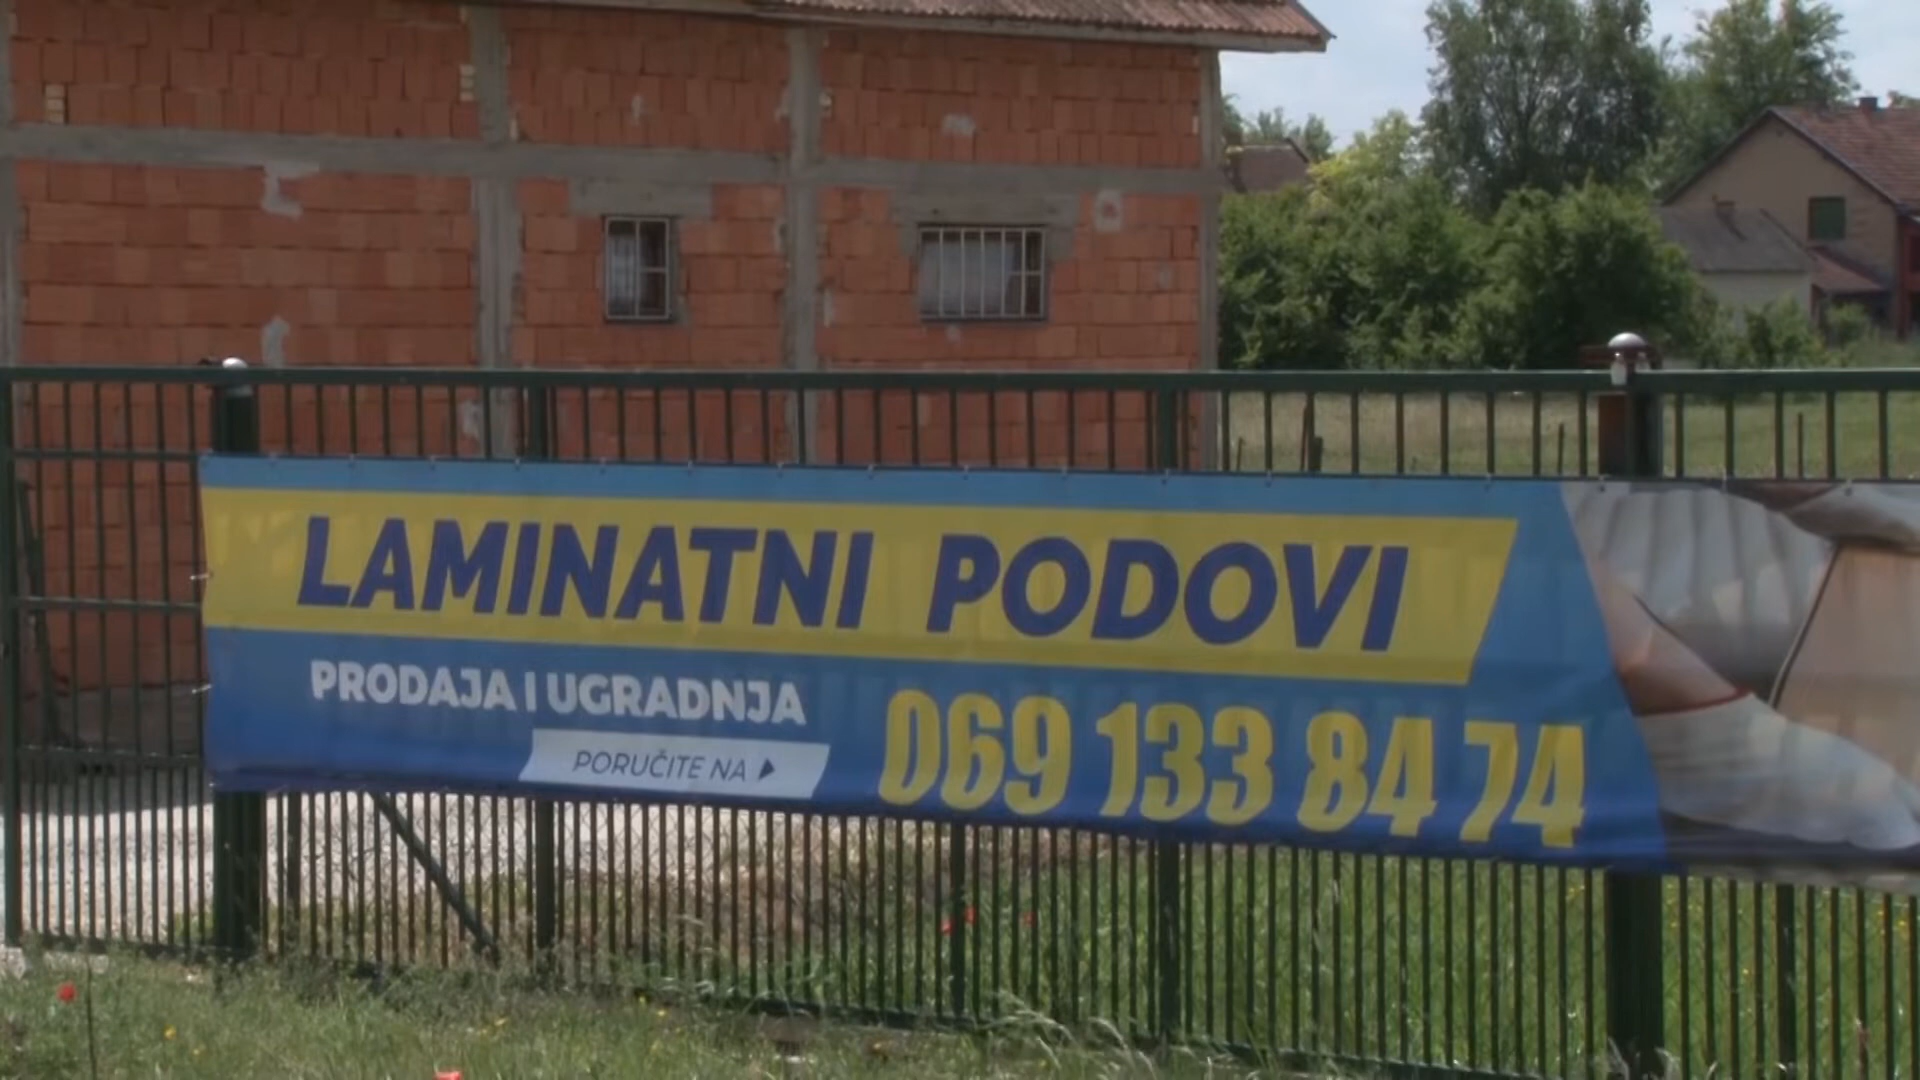 LAMINATNI PODOVI
PRODAJA I UGRADNJA
PORUČITE NA
069 133 84 74